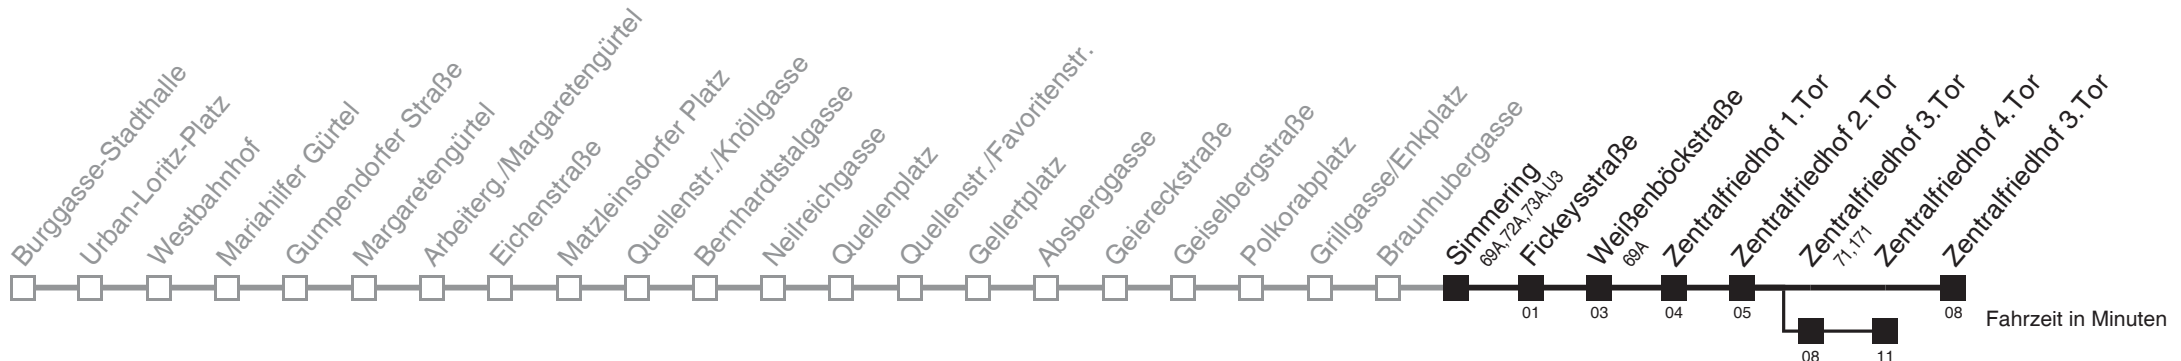 Burggasse-Stadthalle
Urban-Loritz-Platz
Westbahnhof
Mariahilfer Gürtel
Gumpendorfer Straße
Margaretengürtel
Arbeiterg./Margaretengürtel
Eichenstraße
Matzleinsdorfer Platz
Quellenstr./Knöllgasse
Bernhardtstalgasse
Neilreichgasse
Quellenplatz
Quellenstr./Favoritenstr.
Gellertplatz
Absberggasse
Geiereckstraße
Geiselbergstraße
Polkorabplatz
Grillgasse/Enkplatz
Braunhubergasse
Simmering
69A,72A,73A,U3
Fickeysstraße
Weißenböckstraße
69A
Zentralfriedhof 1.Tor
Zentralfriedhof 2.Tor
Zentralfriedhof 3.Tor
71,171
Zentralfriedhof 4.Tor
Zentralfriedhof 3.Tor
01
03
04
05
08
Fahrzeit in Minuten
08
11